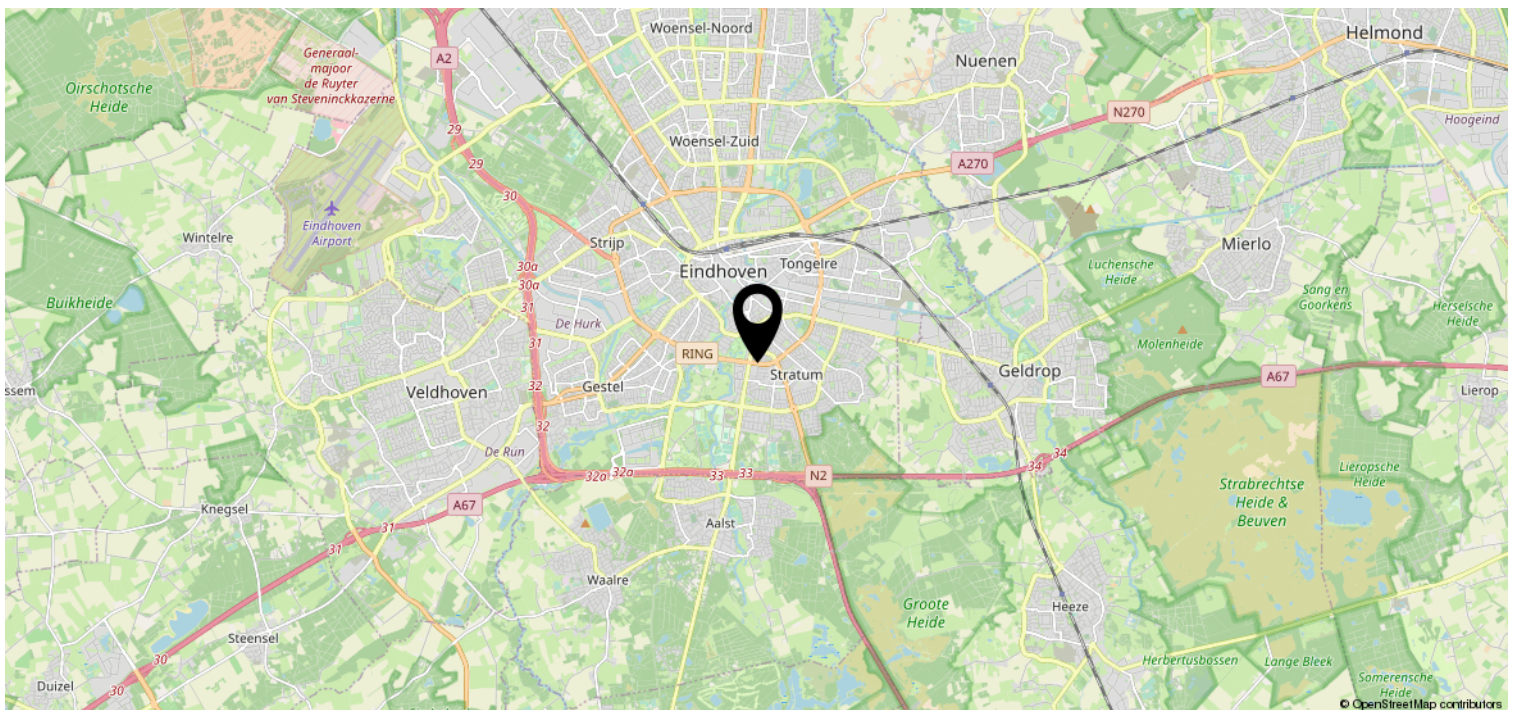 Woensel-Noord
Helmond
Generaal-
majoor
de Ruyter
van Steveninckkazerne
A2
Nuenen
Oirschotsche
Heide
N270
Hoogeind
29
Woensel-Zuid
29
A270
30
Eindhoven
Airport
Wintelre
Strijp
Mierlo
Eindhoven
Tongelre
30a
30a
Luchensche
Heide
Buikheide
31
De Hurk
Sang en
Goorkens
Herselsche
Heide
31
RING
Molenheide
Stratum
Geldrop
A67
32
Gestel
Veldhoven
ssem
Lierop
32
De Run
34
34
32a
32a
33
33
N2
Lieropsche
Heide
Strabrechtse
Heide &
Beuven
A67
Knegsel
31
31
Aalst
Waalre
Groote
Heide
Heeze
Steensel
30
Herbertusbossen
Lange Bleek
Duizel
30
Somerensche
Heide
© OpenStreetMap contributors